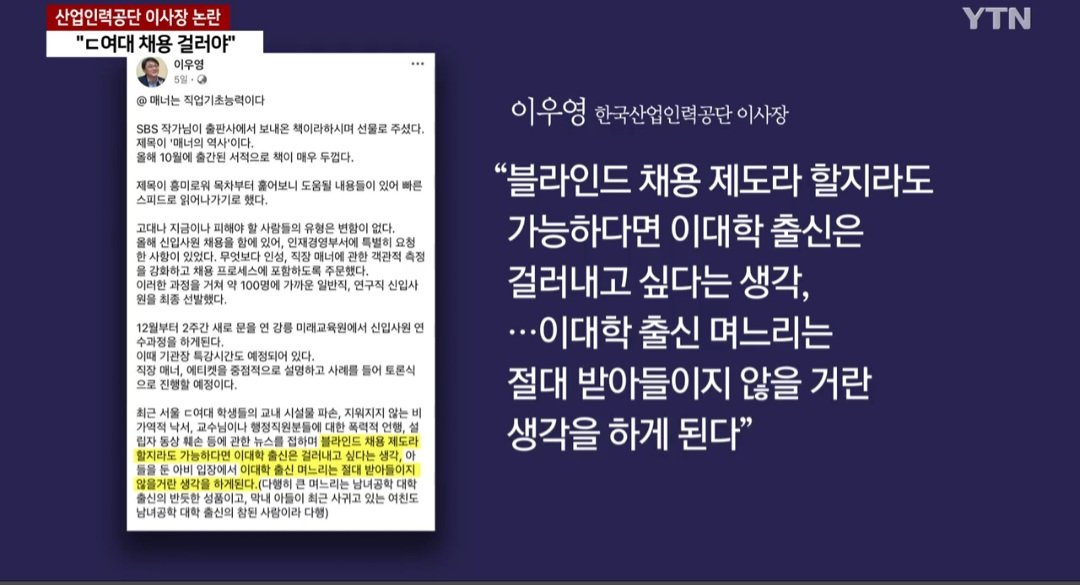 산업인력공단 이사장 논란
"ㄷ여대 채용 걸러야"
YTN
이우영
5일 ·
@ 매너는 직업기초능력이다
SBS 작가님이 출판사에서 보내온 책이라하시며 선물로 주셨다.
제목이 '매너의 역사'이다.
올해 10월에 출간된 서적으로 책이 매우 두껍다.
제목이 흥미로워 목차부터 훑어보니 도움될 내용들이 있어 빠른
스피드로 읽어나가기로 했다.
고대나 지금이나 피해야 할 사람들의 유형은 변함이 없다.
올해 신입사원 채용을 함에 있어, 인재경영부서에 특별히 요청
한 사항이 있었다. 무엇보다 인성, 직장 매너에 관한 객관적 측정
을 강화하고 채용 프로세스에 포함하도록 주문했다.
이러한 과정을 거쳐 약 100명에 가까운 일반직, 연구직 신입사
원을 최종 선발했다.
12월부터 2주간 새로 문을 연 강릉 미래교육원에서 신입사원 연
수과정을 하게된다.
이때 기관장 특강시간도 예정되어 있다.
직장 매너, 에티켓을 중점적으로 설명하고 사례를 들어 토론식
으로 진행할 예정이다.
최근 서울 ㄷ여대 학생들의 교내 시설물 파손, 지워지지 않는 비
가역적 낙서, 교수님이나 행정직원분들에 대한 폭력적 언행, 설
립자 동상 훼손 등에 관한 뉴스를 접하며 블라인드 채용 제도라
할지라도 가능하다면 이대학 출신은 걸러내고 싶다는 생각, 아
들을 둔 아비 입장에서 이대학 출신 며느리는 절대 받아들이지
않을거란 생각을 하게된다.(다행히 큰 며느리는 남녀공학 대학
출신의 반듯한 성품이고, 막내 아들이 최근 사귀고 있는 여친도
남녀공학 대학 출신의 참된 사람이라 다행)
이우영 한국산업인력공단 이사장
“블라인드 채용 제도라 할지라도
가능하다면 이대학 출신은
걸러내고 싶다는 생각,
…이대학 출신 며느리는
절대 받아들이지 않을 거란
생각을 하게 된다”